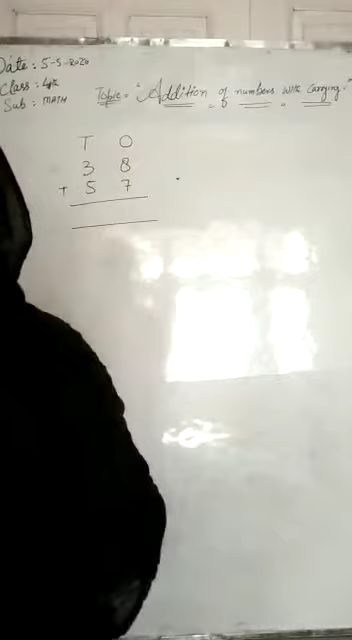 Date : 5-5-2020
Class : 4th
Sub : MATH
Topic = "Addition of numbers with carrying."
T O
3 8
+ 5 7